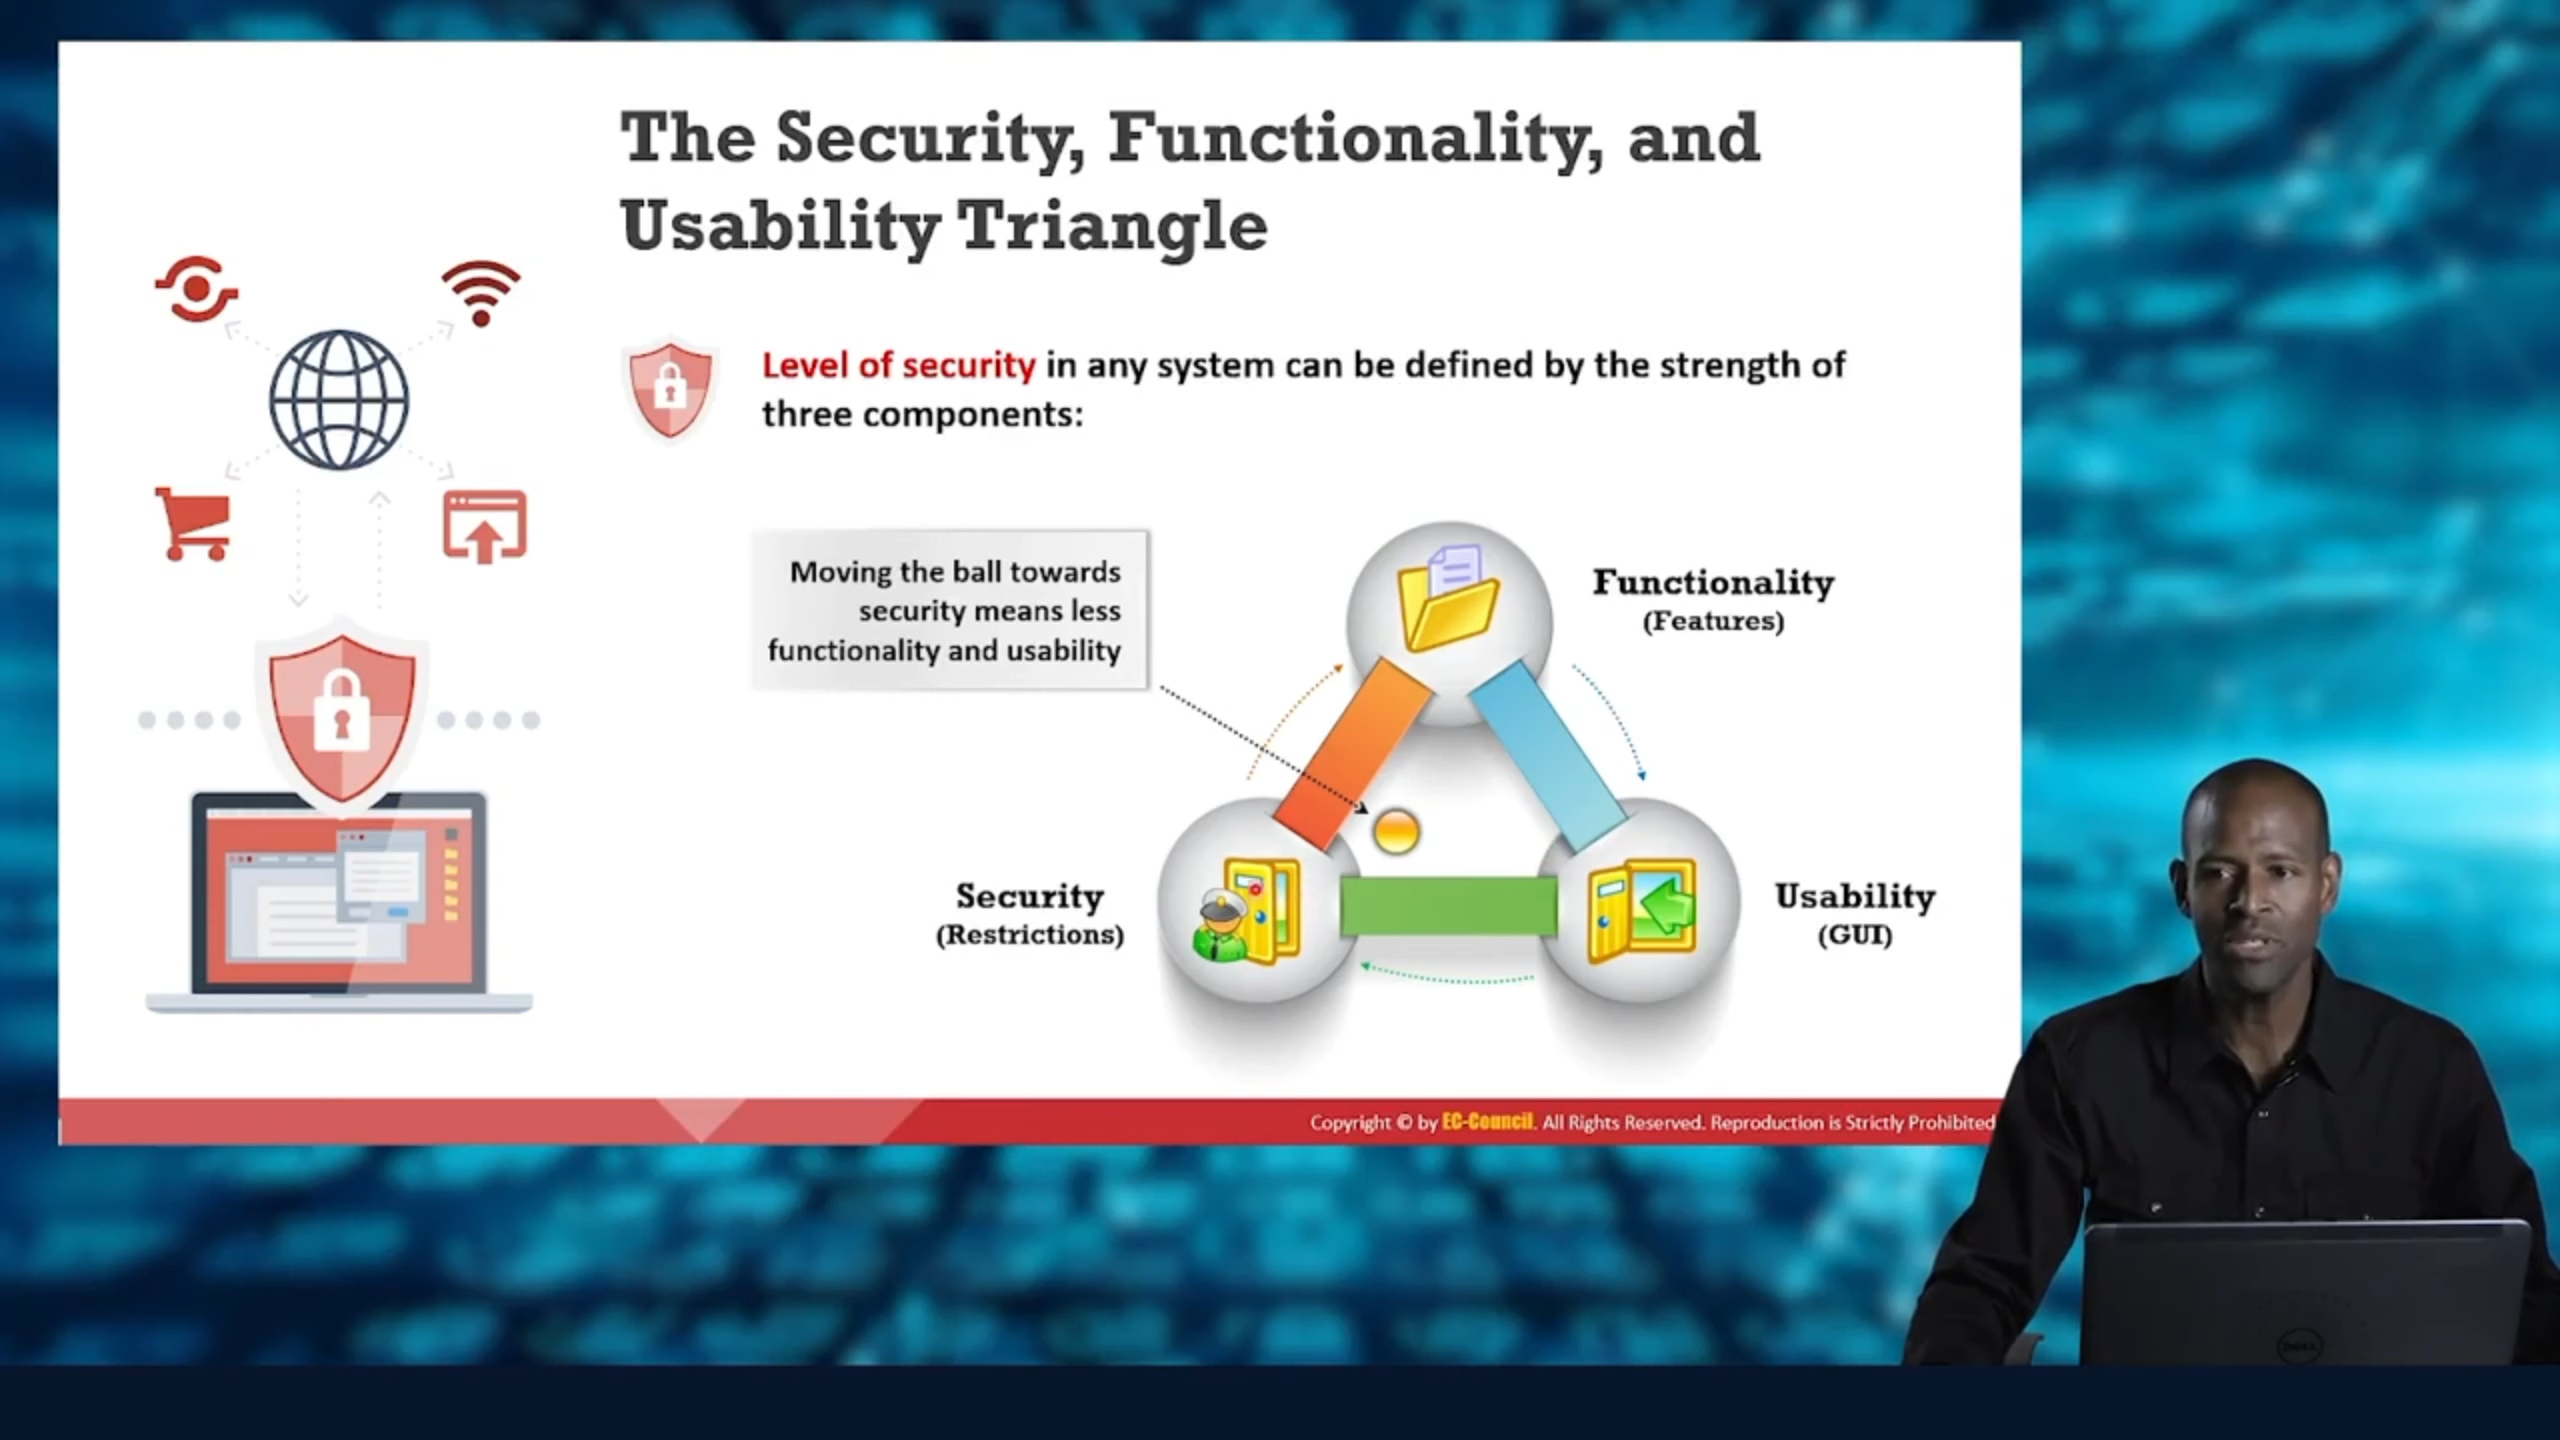 The Security, Functionality, and
Usability Triangle
Level of security in any system can be defined by the strength of
three components:
Moving the ball towards
security means less
functionality and usability
Functionality
(Features)
Security
(Restrictions)
Usability
(GUI)
Copyright © by EC-Council. All Rights Reserved. Reproduction is Strictly Prohibited
DELL